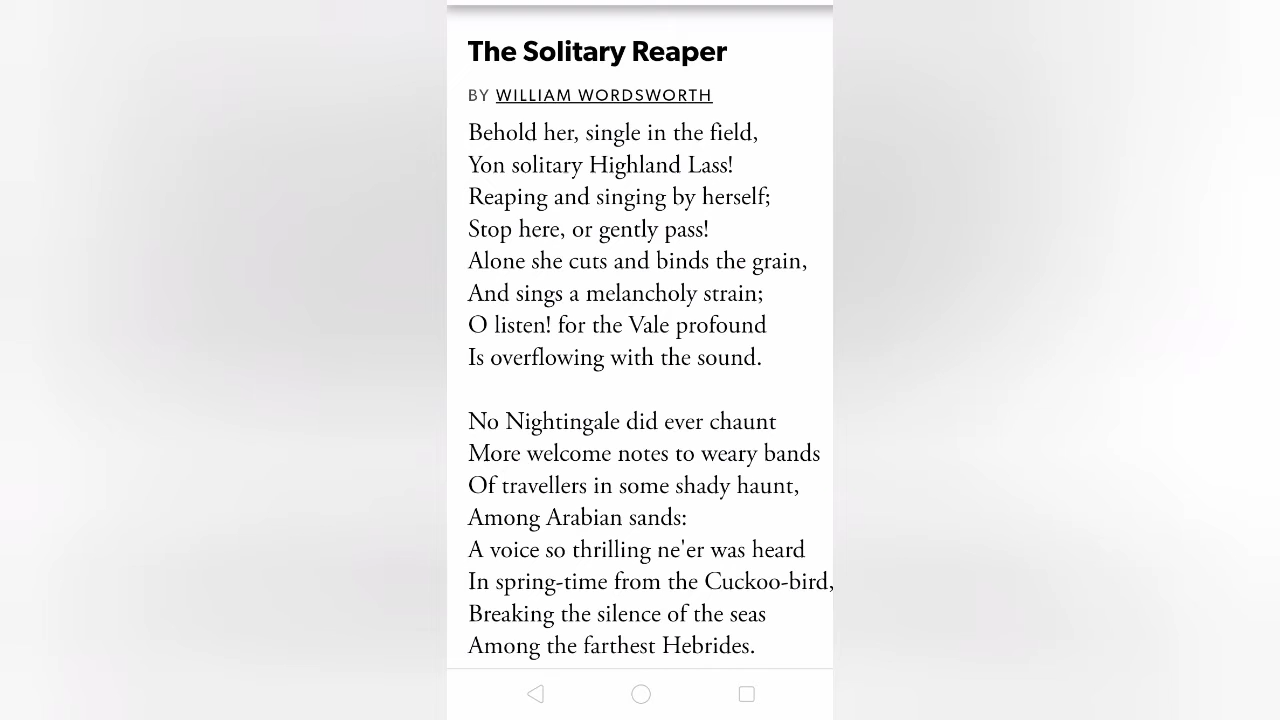 The Solitary Reaper
BY WILLIAM WORDSWORTH
Behold her, single in the field,
Yon solitary Highland Lass!
Reaping and singing by herself;
Stop here, or gently pass!
Alone she cuts and binds the grain,
And sings a melancholy strain;
O listen! for the Vale profound
Is overflowing with the sound.
No Nightingale did ever chaunt
More welcome notes to weary bands
Of travellers in some shady haunt,
Among Arabian sands:
A voice so thrilling ne'er was heard
In spring-time from the Cuckoo-bird,
Breaking the silence of the seas
Among the farthest Hebrides.